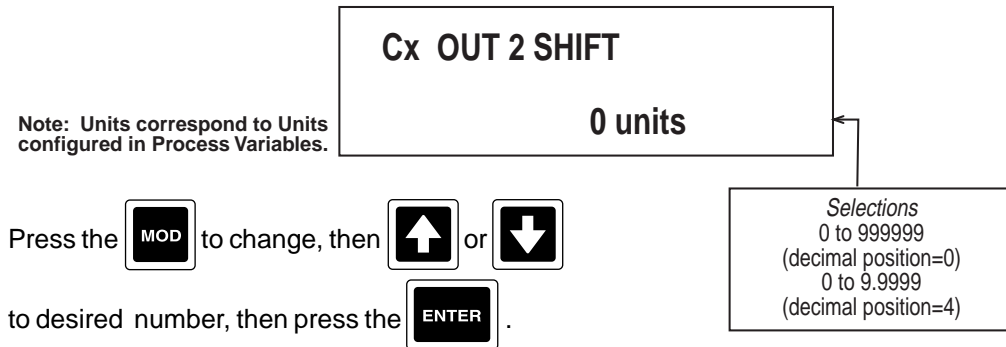 Cx OUT 2 SHIFT
0 units
Note: Units correspond to Units
configured in Process Variables.
Press the MOD to change, then or
to desired number, then press the ENTER .
Selections
0 to 999999
(decimal position=0)
0 to 9.9999
(decimal position=4)